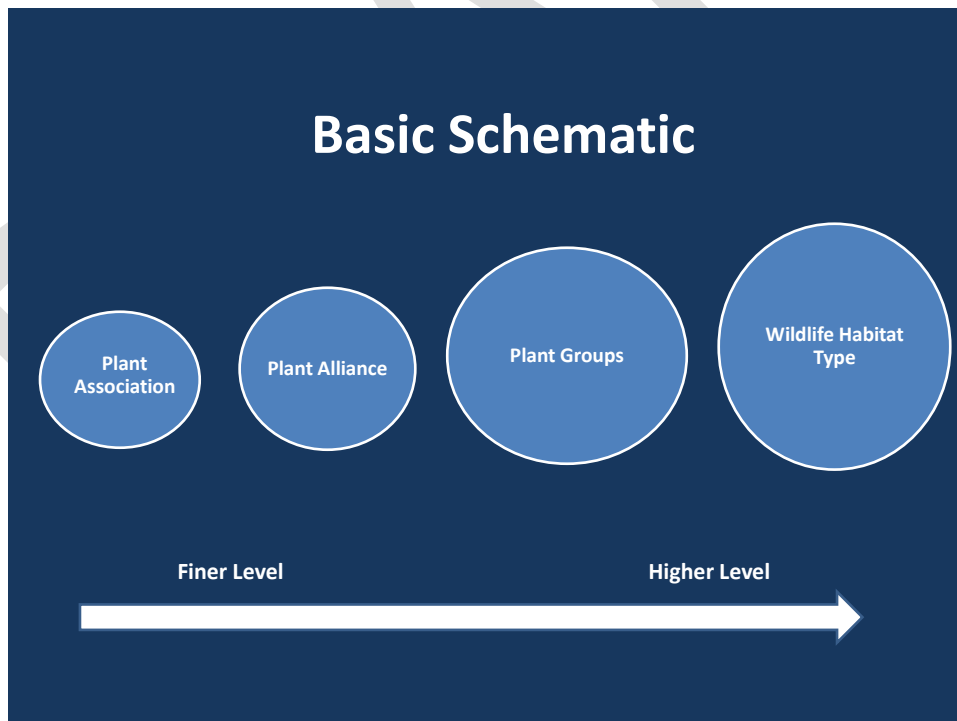 Basic Schematic
Plant
Association
Plant Alliance
Plant Groups
Wildlife Habitat
Type
Finer Level
Higher Level